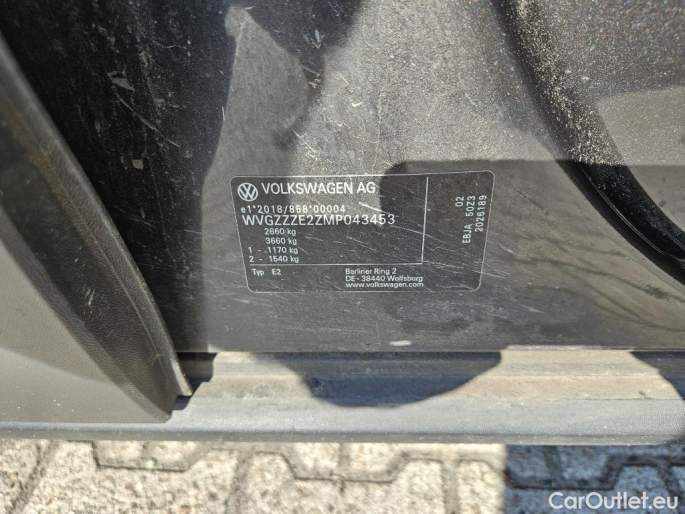 VOLKSWAGEN AG
e1*2018/858*00004
WVGZZZE2ZMP043453
2660 kg
3660 kg
1 - 1170 kg
2 - 1540 kg
Typ E2
Berliner Ring 2
DE-38440 Wolfsburg
www.volkswagen.com
-
-
02
EBJA 50Z3
2026189
CarOutlet.eu